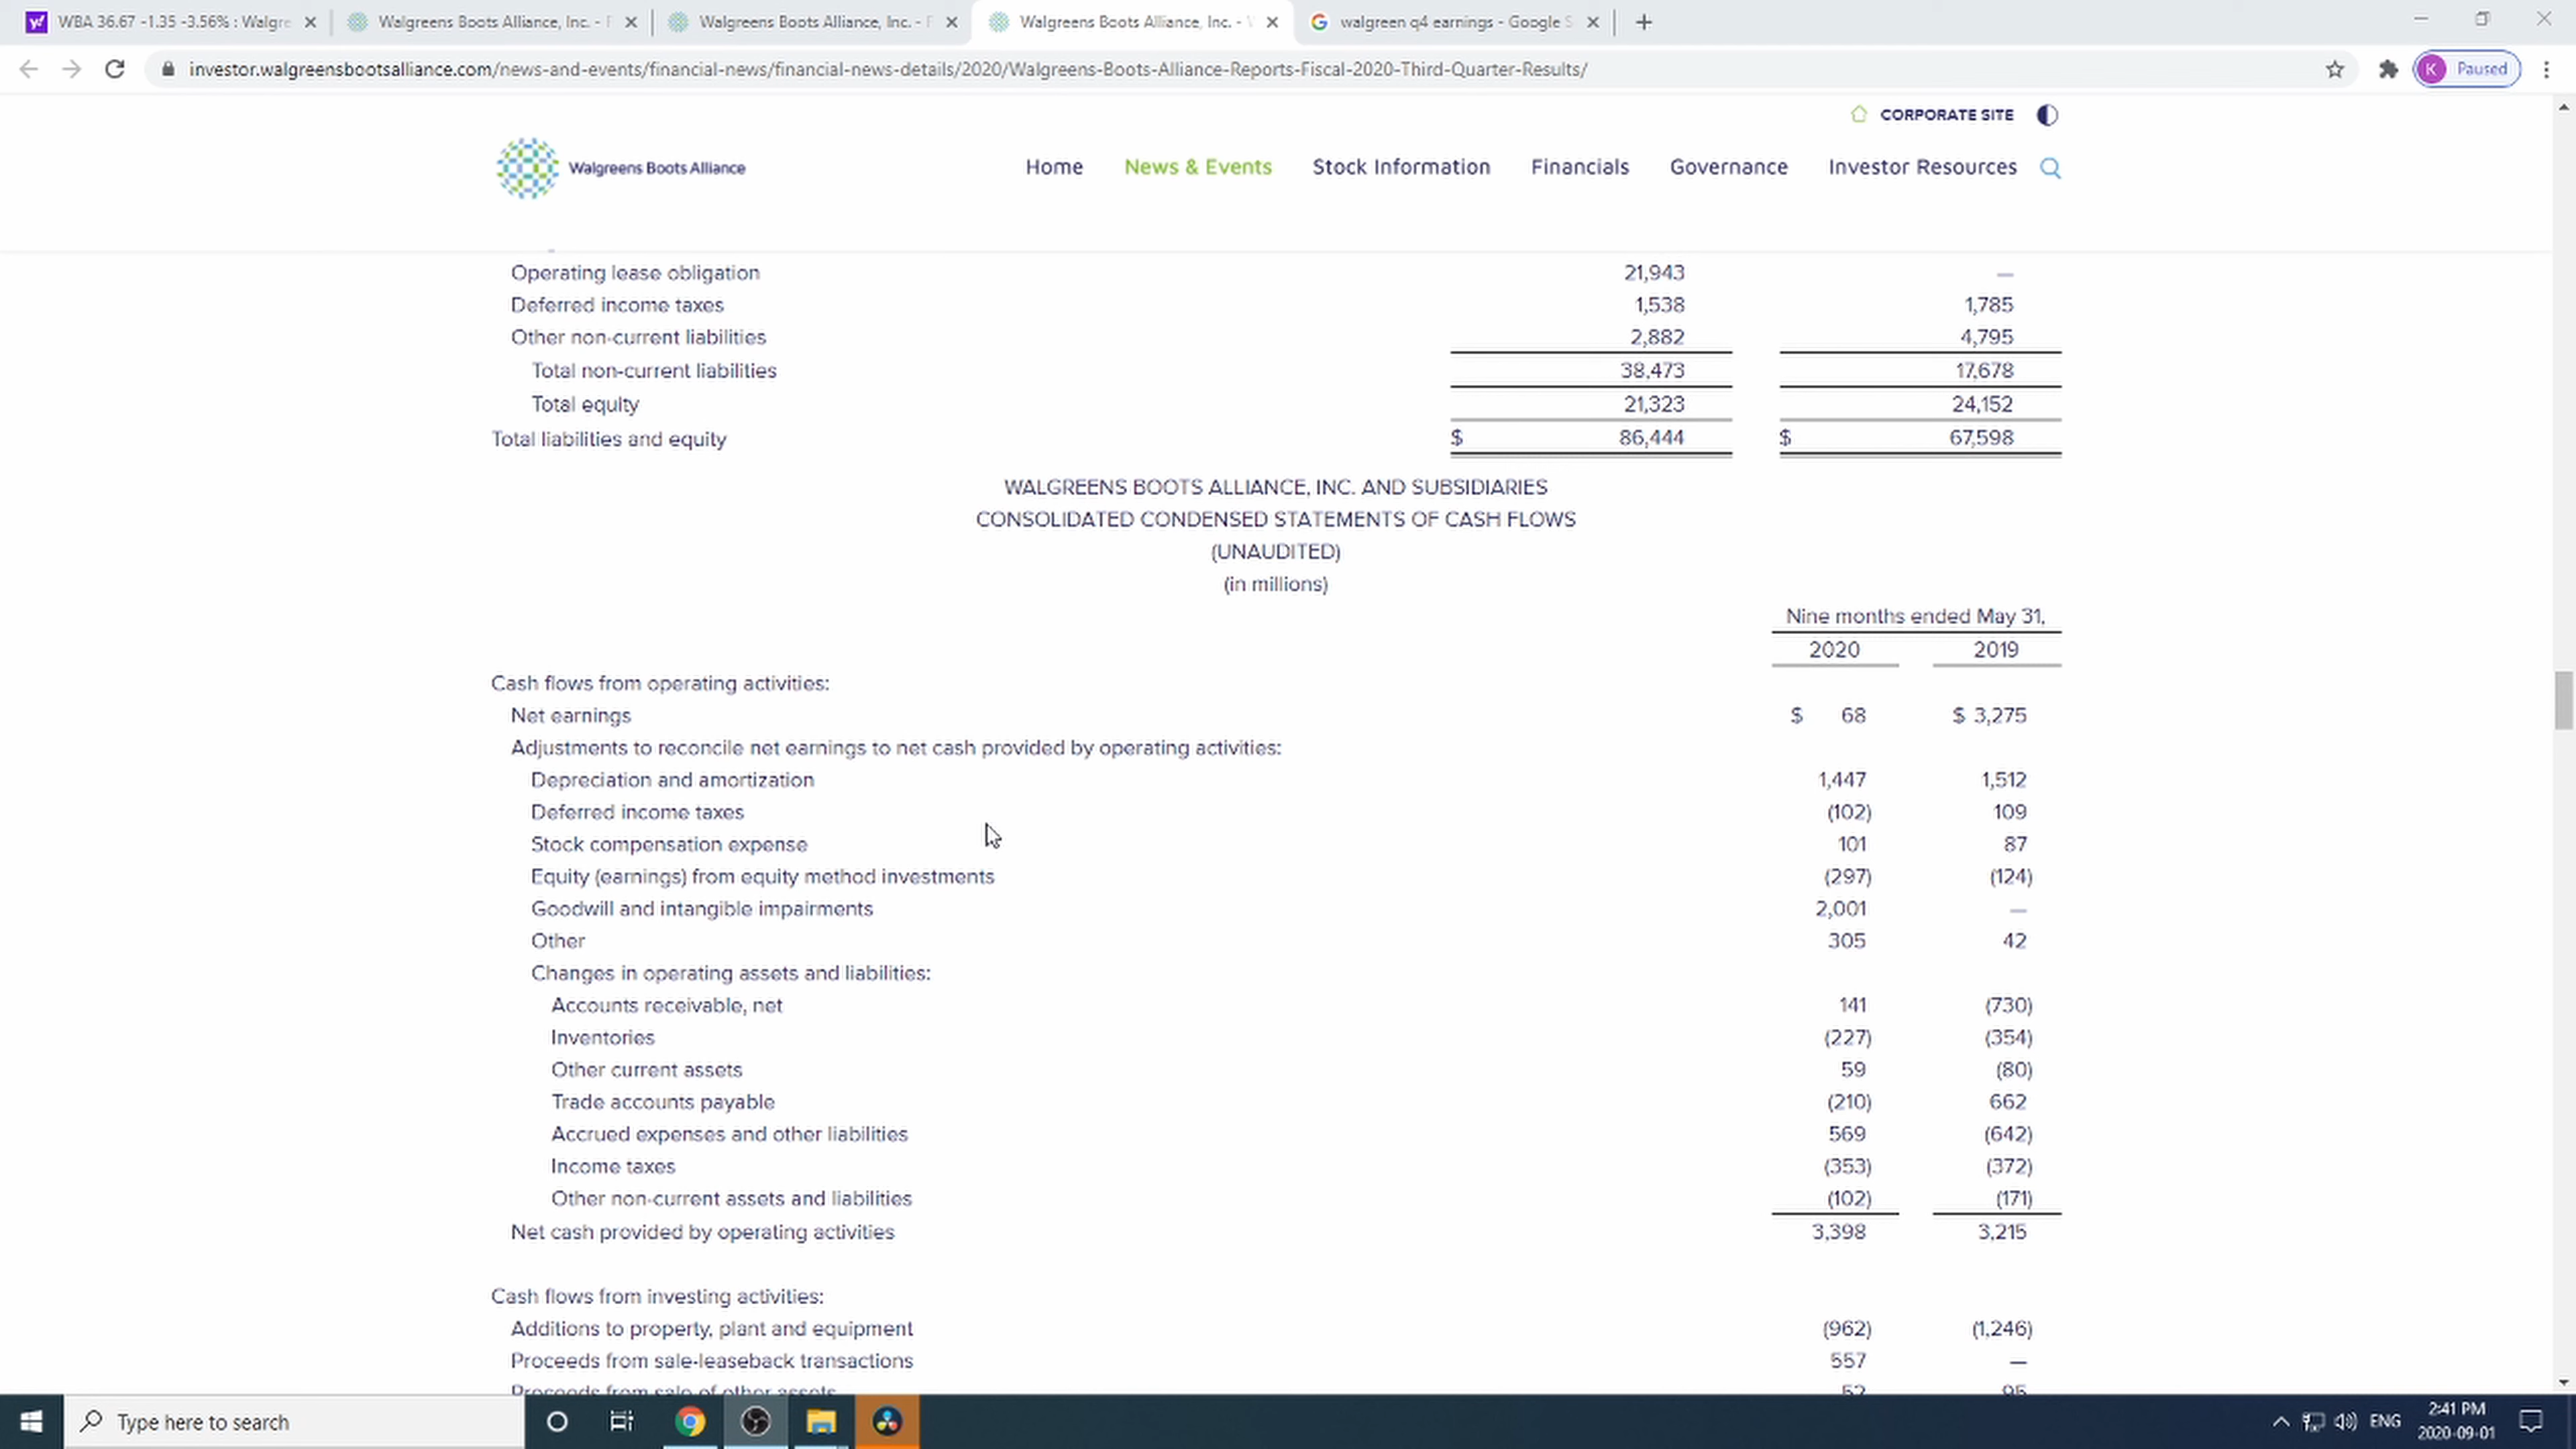 WBA 36.67 -1.35 -3.56% : Walgre
Walgreens Boots Alliance, Inc. - F
Walgreens Boots Alliance, Inc. - F
Walgreens Boots Alliance, Inc. -
walgreen q4 earnings - Google S
investor.walgreensbootsalliance.com/news-and-events/financial-news/financial-news-details/2020/Walgreens-Boots-Alliance-Reports-Fiscal-2020-Third-Quarter-Results/
K Paused
CORPORATE SITE
Walgreens Boots Alliance
Home News & Events Stock Information Financials Governance Investor Resources
Operating lease obligation 21,943 —
Deferred income taxes 1,538 1,785
Other non-current liabilities 2,882 4,795
Total non-current liabilities 38,473 17,678
Total equity 21,323 24,152
Total liabilities and equity $ 86,444 $ 67,598
WALGREENS BOOTS ALLIANCE, INC. AND SUBSIDIARIES
CONSOLIDATED CONDENSED STATEMENTS OF CASH FLOWS
(UNAUDITED)
(in millions)
Nine months ended May 31,
2020 2019
Cash flows from operating activities:
Net earnings $ 68 $ 3,275
Adjustments to reconcile net earnings to net cash provided by operating activities:
Depreciation and amortization 1,447 1,512
Deferred income taxes (102) 109
Stock compensation expense 101 87
Equity (earnings) from equity method investments (297) (124)
Goodwill and intangible impairments 2,001 —
Other 305 42
Changes in operating assets and liabilities:
Accounts receivable, net 141 (730)
Inventories (227) (354)
Other current assets 59 (80)
Trade accounts payable (210) 662
Accrued expenses and other liabilities 569 (642)
Income taxes (353) (372)
Other non-current assets and liabilities (102) (171)
Net cash provided by operating activities 3,398 3,215
Cash flows from investing activities:
Additions to property, plant and equipment (962) (1,246)
Proceeds from sale-leaseback transactions 557 —
Proceeds from sale of other assets 52 95
Type here to search
ENG
2:41 PM
2020-09-01